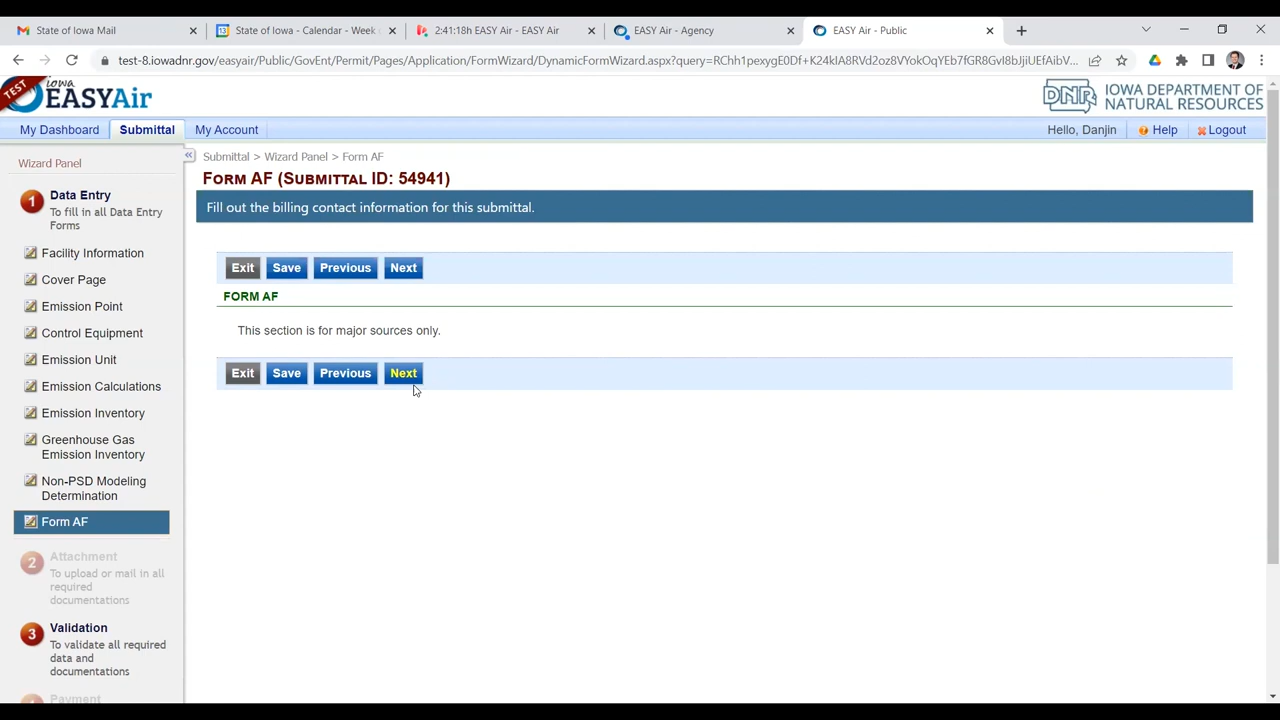 State of Iowa Mail
State of Iowa - Calendar - Week
2:41:18h EASY Air - EASY Air
EASY Air - Agency
EASY Air - Public
test-8.iowadnr.gov/easyair/Public/GovEnt/Permit/Pages/Application/FormWizard/DynamicFormWizard.aspx?query=
TEST
iowa
EASYAir
DNR
IOWA DEPARTMENT OF
NATURAL RESOURCES
My Dashboard
Submittal
My Account
Hello, Danjin
Help
Logout
Wizard Panel
1
Data Entry
To fill in all Data Entry
Forms
Facility Information
Cover Page
Emission Point
Control Equipment
Emission Unit
Emission Calculations
Emission Inventory
Greenhouse Gas
Emission Inventory
Non-PSD Modeling
Determination
Form AF
2
Attachment
To upload or mail in all
required
documentations
3
Validation
To validate all required
data and
documentations
Payment
Submittal > Wizard Panel > Form AF
FORM AF (SUBMITTAL ID: 54941)
Fill out the billing contact information for this submittal.
Exit Save Previous Next
FORM AF
This section is for major sources only.
Exit Save Previous Next